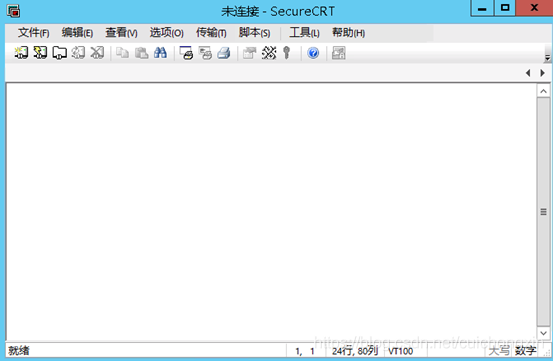 未连接 - SecureCRT
文件(F) 编辑(E) 查看(V) 选项(O) 传输(T) 脚本(S) 工具(L) 帮助(H)
就绪 1, 1 24行, 80列 VT100 大写 数字